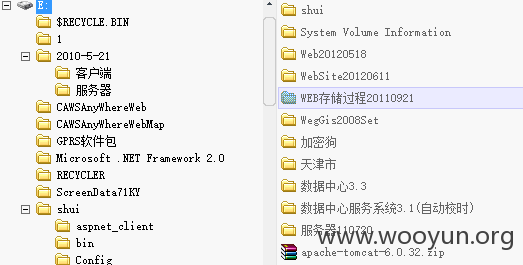 E:
$RECYCLE.BIN
1
2010-5-21
客户端
服务器
CAWSAnyWhereWeb
CAWSAnyWhereWebMap
GPRS软件包
Microsoft .NET Framework 2.0
RECYCLER
ScreenData71KY
shui
aspnet_client
bin
Config
shui
System Volume Information
Web20120518
WebSite20120611
WEB存储过程20110921
WegGis2008Set
加密狗
天津市
数据中心3.3
数据中心服务系统3.1(自动校时)
服务器110730
apache-tomcat-6.0.32.zip
www.wooyun.org